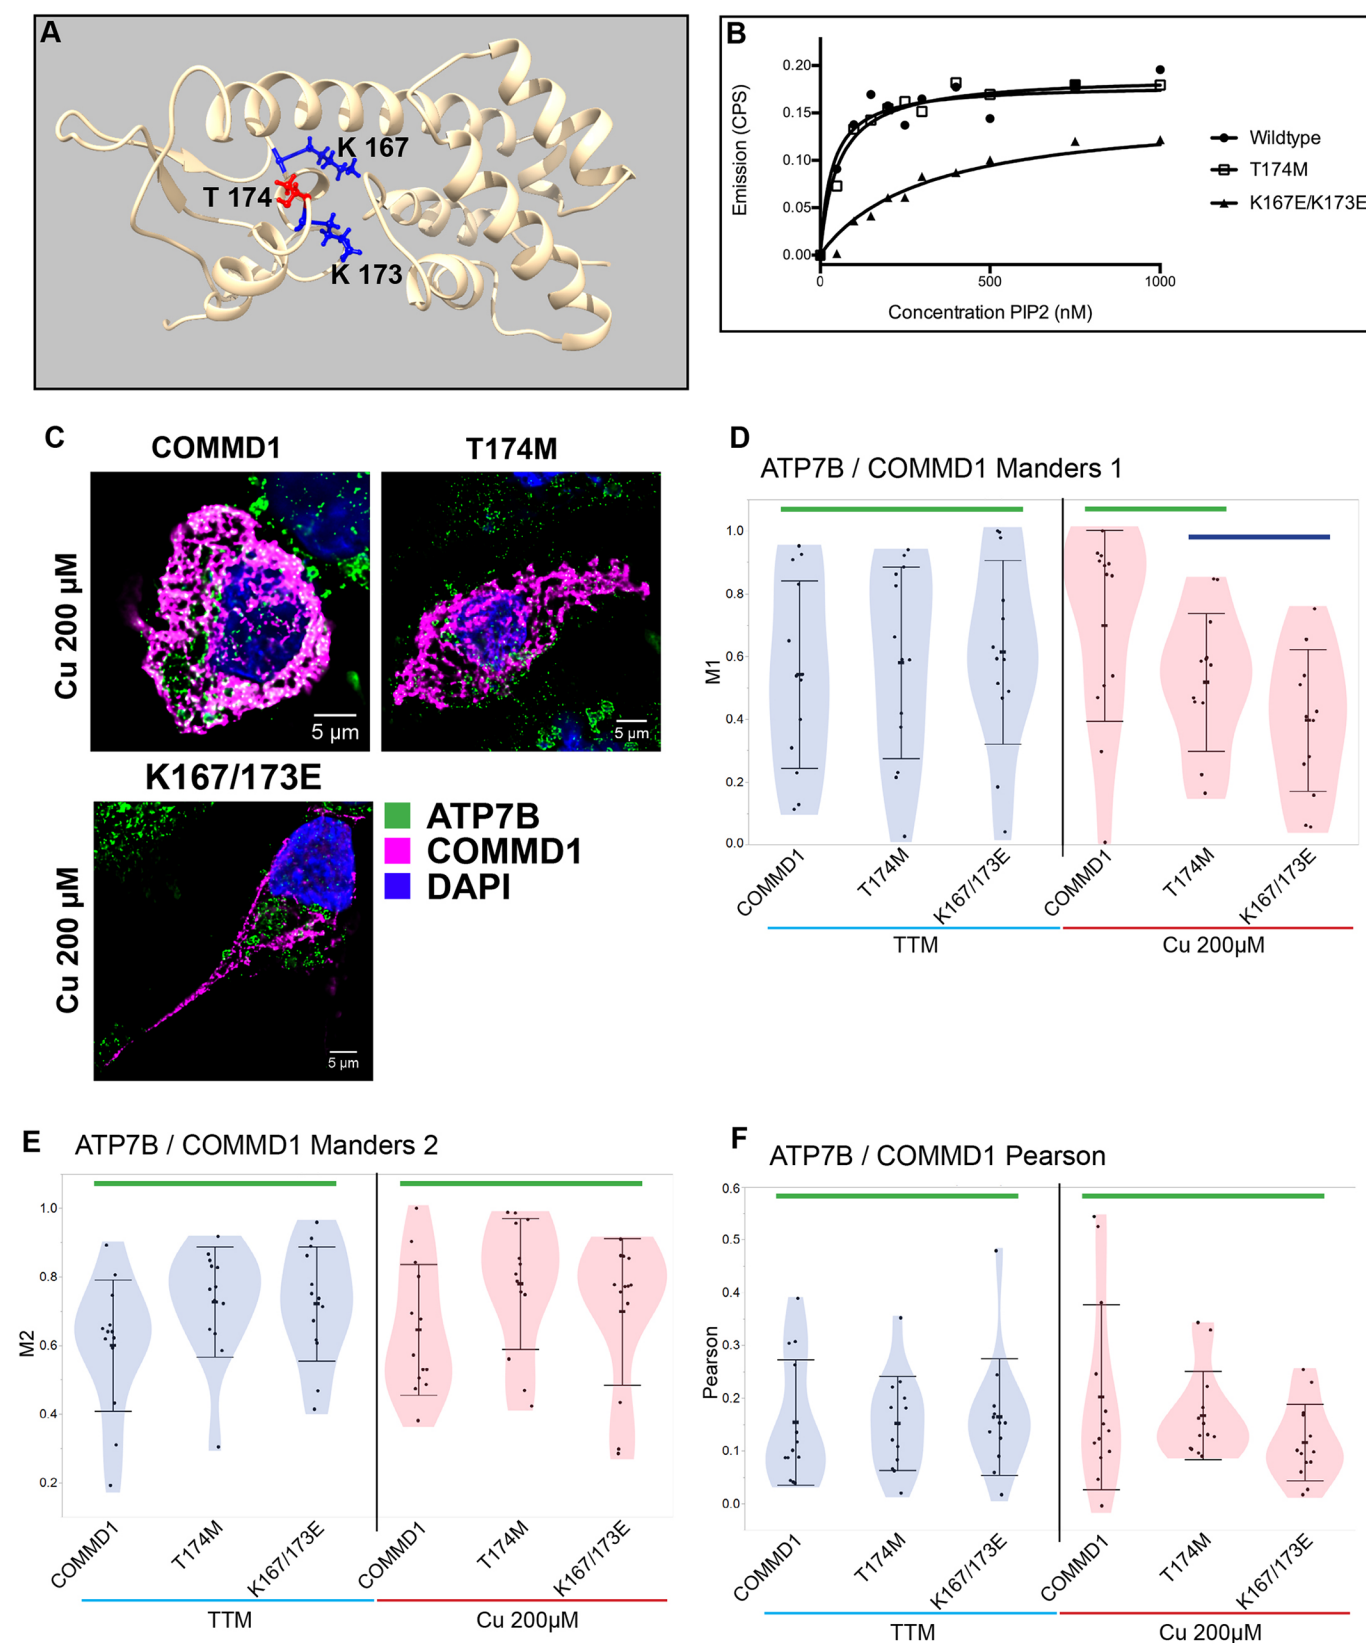 A
K 167
T 174
K 173
B
Emission (CPS)
0.20
0.15
0.10
0.05
0.00
0
500
1000
Concentration PIP2 (nM)
Wildtype
T174M
K167E/K173E
C
COMMD1
T174M
Cu 200 µM
5 µm
5 µm
K167/173E
Cu 200 µM
5 µm
ATP7B
COMMD1
DAPI
D
ATP7B / COMMD1 Manders 1
M1
1.0
0.8
0.6
0.4
0.2
0.0
COMMD1
T174M
K167/173E
COMMD1
T174M
K167/173E
TTM
Cu 200µM
E
ATP7B / COMMD1 Manders 2
M2
1.0
0.8
0.6
0.4
0.2
COMMD1
T174M
K167/173E
COMMD1
T174M
K167/173E
TTM
Cu 200µM
F
ATP7B / COMMD1 Pearson
Pearson
0.6
0.5
0.4
0.3
0.2
0.1
0.0
COMMD1
T174M
K167/173E
COMMD1
T174M
K167/173E
TTM
Cu 200µM